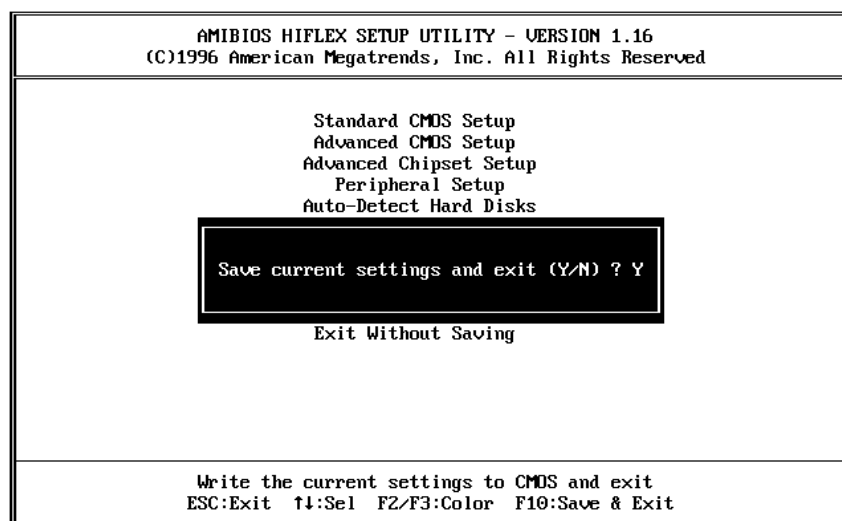 AMIBIOS HIFLEX SETUP UTILITY - VERSION 1.16
(C)1996 American Megatrends, Inc. All Rights Reserved
Standard CMOS Setup
Advanced CMOS Setup
Advanced Chipset Setup
Peripheral Setup
Auto-Detect Hard Disks
Save current settings and exit (Y/N) ? Y
Exit Without Saving
Write the current settings to CMOS and exit
ESC:Exit ↑↓:Sel F2/F3:Color F10:Save & Exit